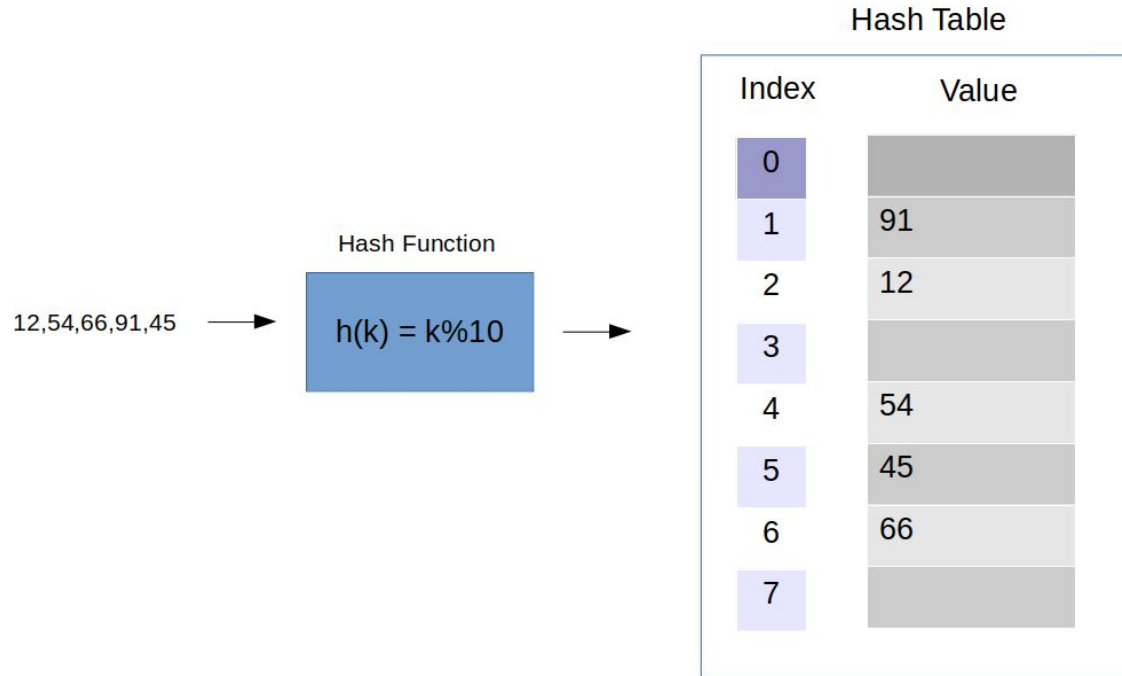 Hash Table
Index Value
0
1 91
Hash Function
2 12
12,54,66,91,45
h(k) = k%10
3
4 54
5 45
6 66
7